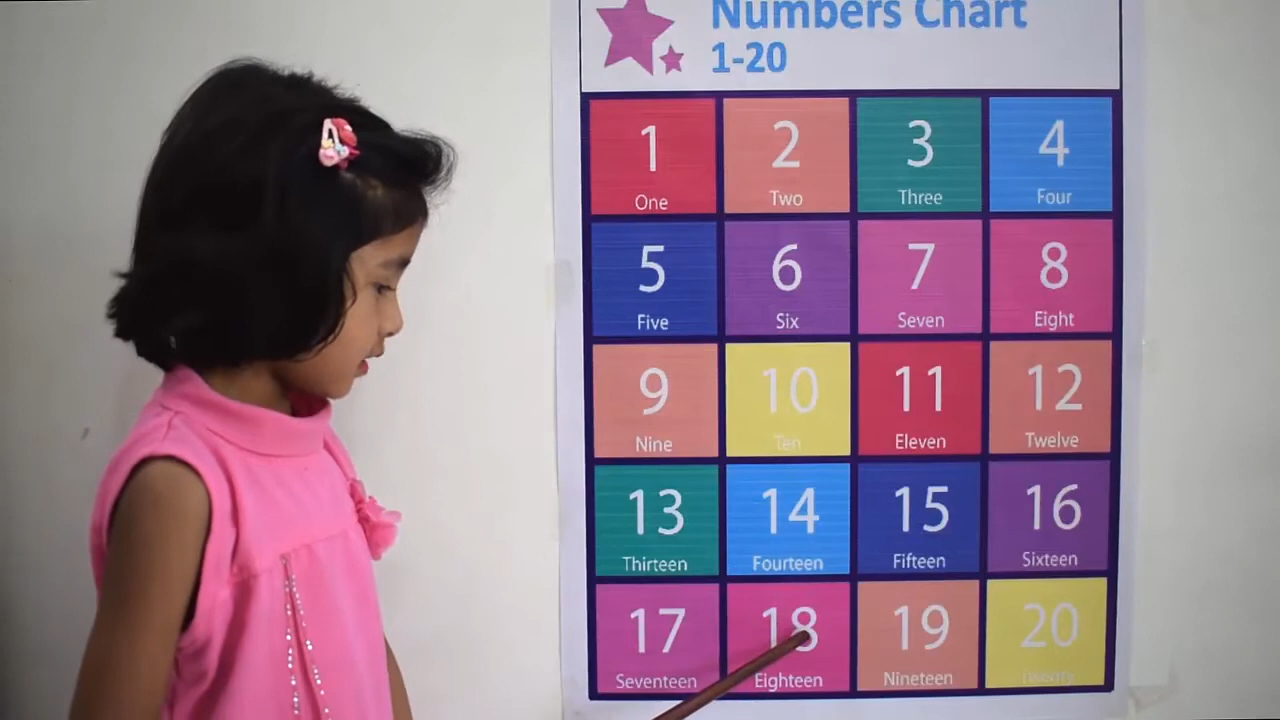 Numbers Chart
1-20
1 2 3 4
One Two Three Four
5 6 7 8
Five Six Seven Eight
9 10 11 12
Nine Ten Eleven Twelve
13 14 15 16
Thirteen Fourteen Fifteen Sixteen
17 18 19 20
Seventeen Eighteen Nineteen Twenty